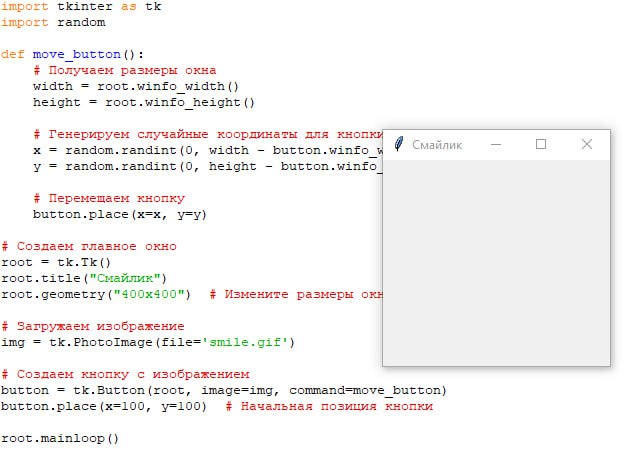 import tkinter as tk
import random
def move_button():
# Получаем размеры окна
width = root.winfo_width()
height = root.winfo_height()
# Генерируем случайные координаты для кнопки
x = random.randint(0, width - button.winfo_w
y = random.randint(0, height - button.winfo_
# Перемещаем кнопку
button.place(x=x, y=y)
Смайлик
# Создаем главное окно
root = tk.Tk()
root.title("Смайлик")
root.geometry("400x400")  # Измените размеры окн
# Загружаем изображение
img = tk.PhotoImage(file='smile.gif')
# Создаем кнопку с изображением
button = tk.Button(root, image=img, command=move_button)
button.place(x=100, y=100)  # Начальная позиция кнопки
root.mainloop()